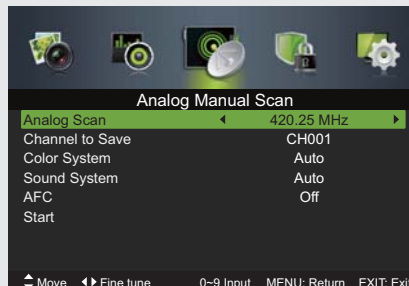 Analog Manual Scan
Analog Scan 420.25 MHz
Channel to Save CH001
Color System Auto
Sound System Auto
AFC Off
Start
Move Fine tune 0~9 Input MENU: Return EXIT: Exit